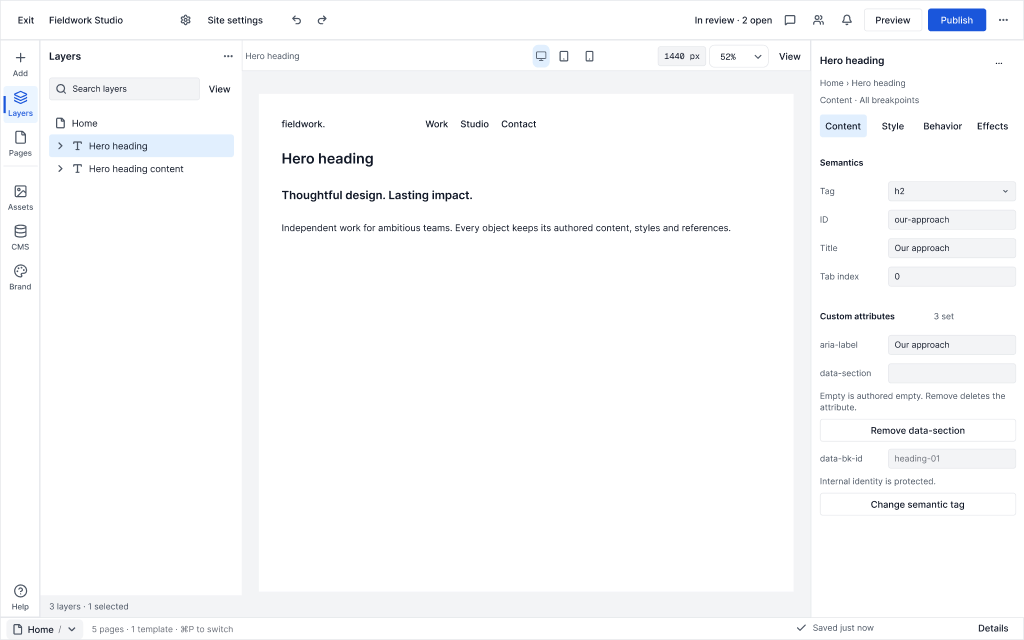 Exit Fieldwork Studio Site settings In review · 2 open Preview Publish
Add
Layers
Pages
Assets
CMS
Brand
Help
Layers
Search layers View
Home
Hero heading
Hero heading content
3 layers · 1 selected
Hero heading 1440 px 52% View
fieldwork. Work Studio Contact
Hero heading
Thoughtful design. Lasting impact.
Independent work for ambitious teams. Every object keeps its authored content, styles and references.
Hero heading
Home › Hero heading
Content · All breakpoints
Content Style Behavior Effects
Semantics
Tag h2
ID our-approach
Title Our approach
Tab index 0
Custom attributes 3 set
aria-label Our approach
data-section
Empty is authored empty. Remove deletes the
attribute.
Remove data-section
data-bk-id heading-01
Internal identity is protected.
Change semantic tag
Home / 5 pages · 1 template · ⌘P to switch Saved just now Details